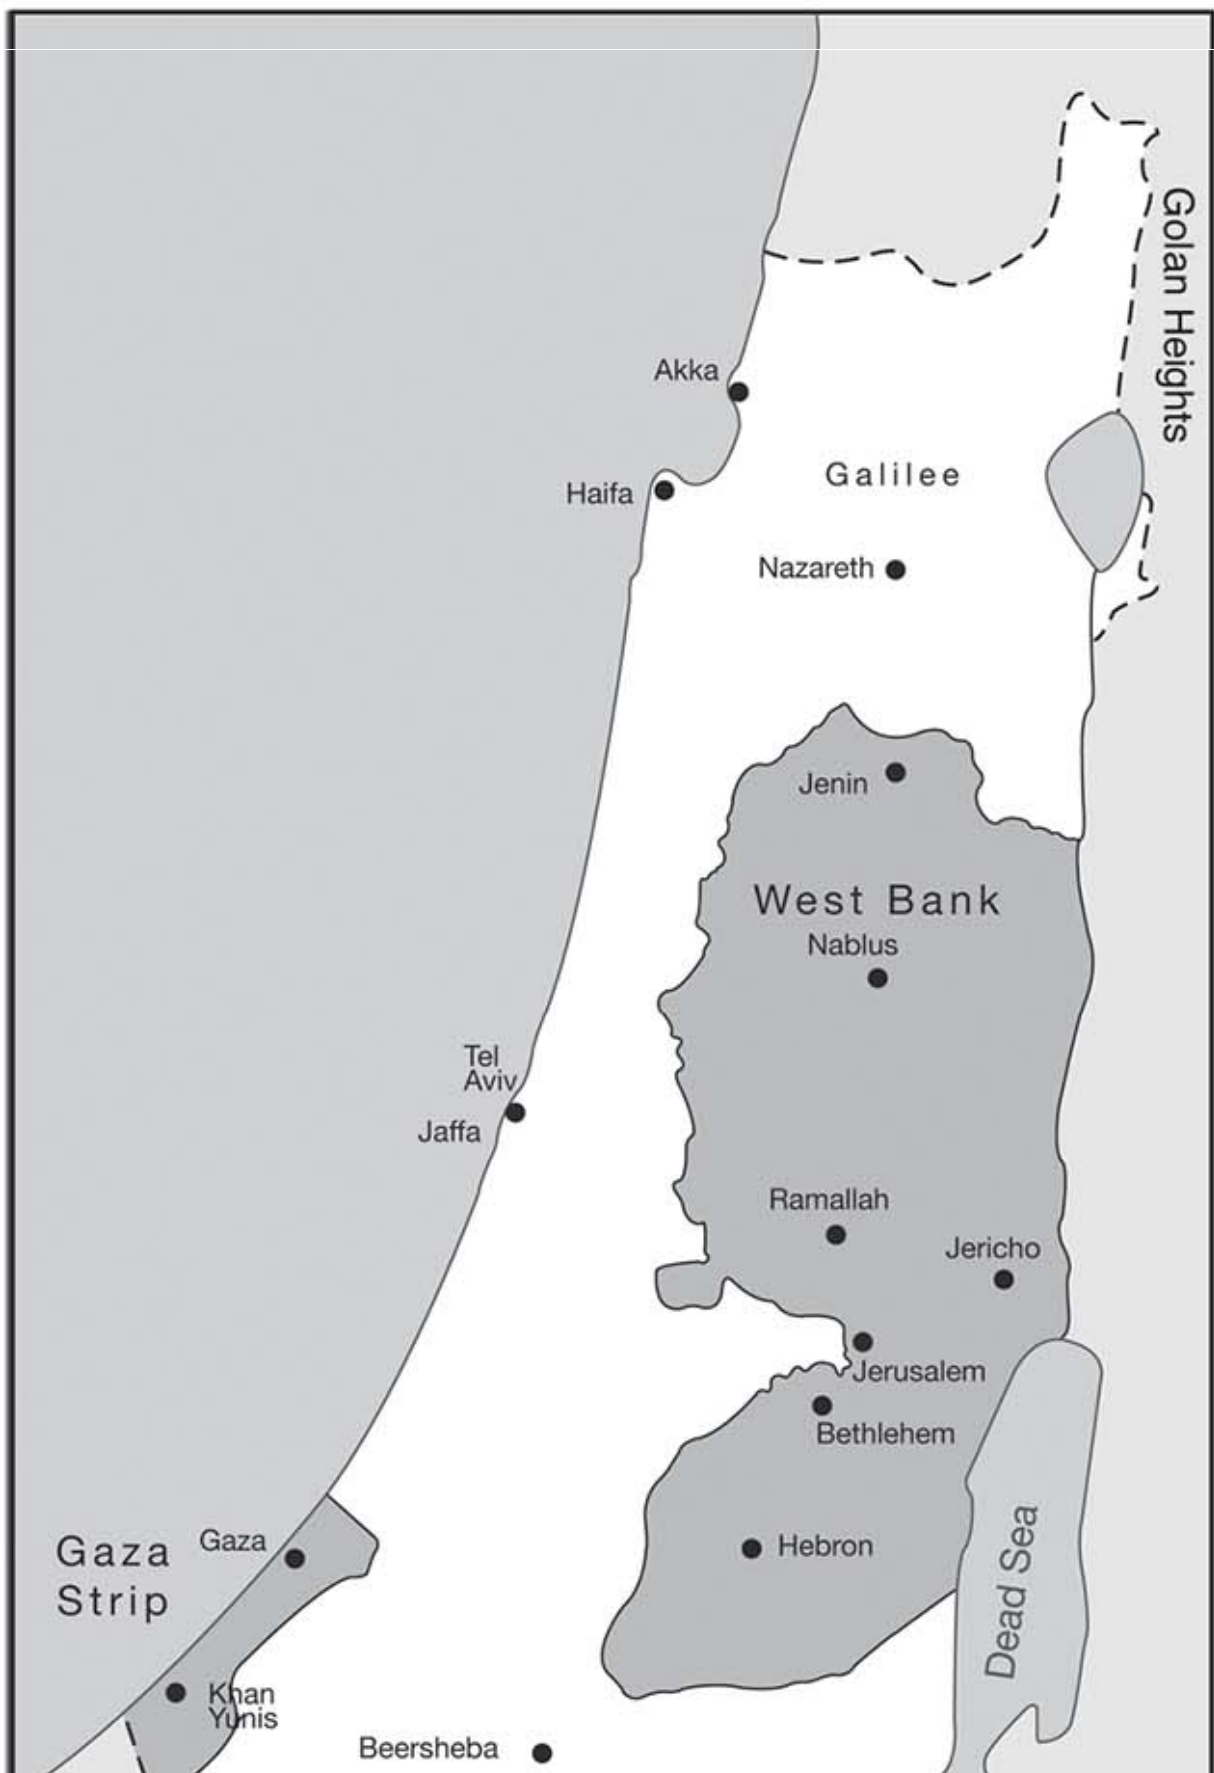 Golan Heights
Akka
Galilee
Haifa
Nazareth
Jenin
West Bank
Nablus
Tel
Aviv
Jaffa
Ramallah
Jericho
Jerusalem
Bethlehem
Gaza
Strip
Gaza
Hebron
Dead Sea
Khan
Yunis
Beersheba